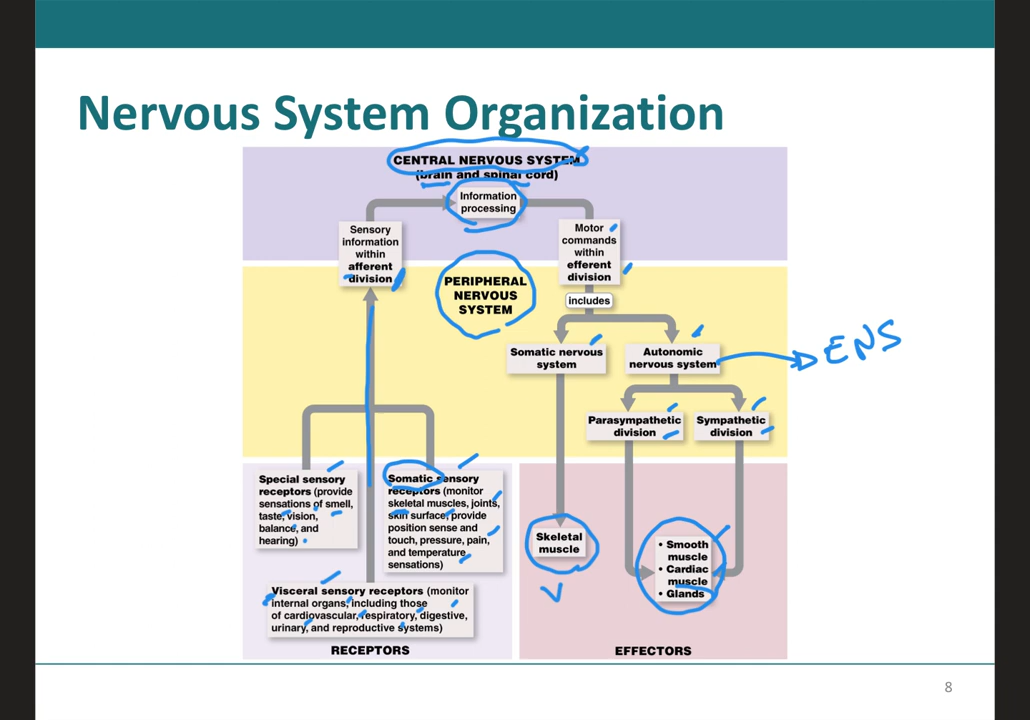 Nervous System Organization
CENTRAL NERVOUS SYSTEM
(brain and spinal cord)
Information
processing
Sensory
information
within
afferent
division
Motor
commands
within
efferent
division
PERIPHERAL
NERVOUS
SYSTEM
includes
Somatic nervous
system
Autonomic
nervous system
ENS
Parasympathetic
division
Sympathetic
division
Special sensory
receptors (provide
sensations of smell,
taste, vision,
balance, and
hearing)
Somatic sensory
receptors (monitor
skeletal muscles, joints,
skin surface, provide
position sense and
touch, pressure, pain,
and temperature
sensations)
Visceral sensory receptors (monitor
internal organs, including those
of cardiovascular, respiratory, digestive,
urinary, and reproductive systems)
Skeletal
muscle
• Smooth
muscle
• Cardiac
muscle
• Glands
RECEPTORS
EFFECTORS
8